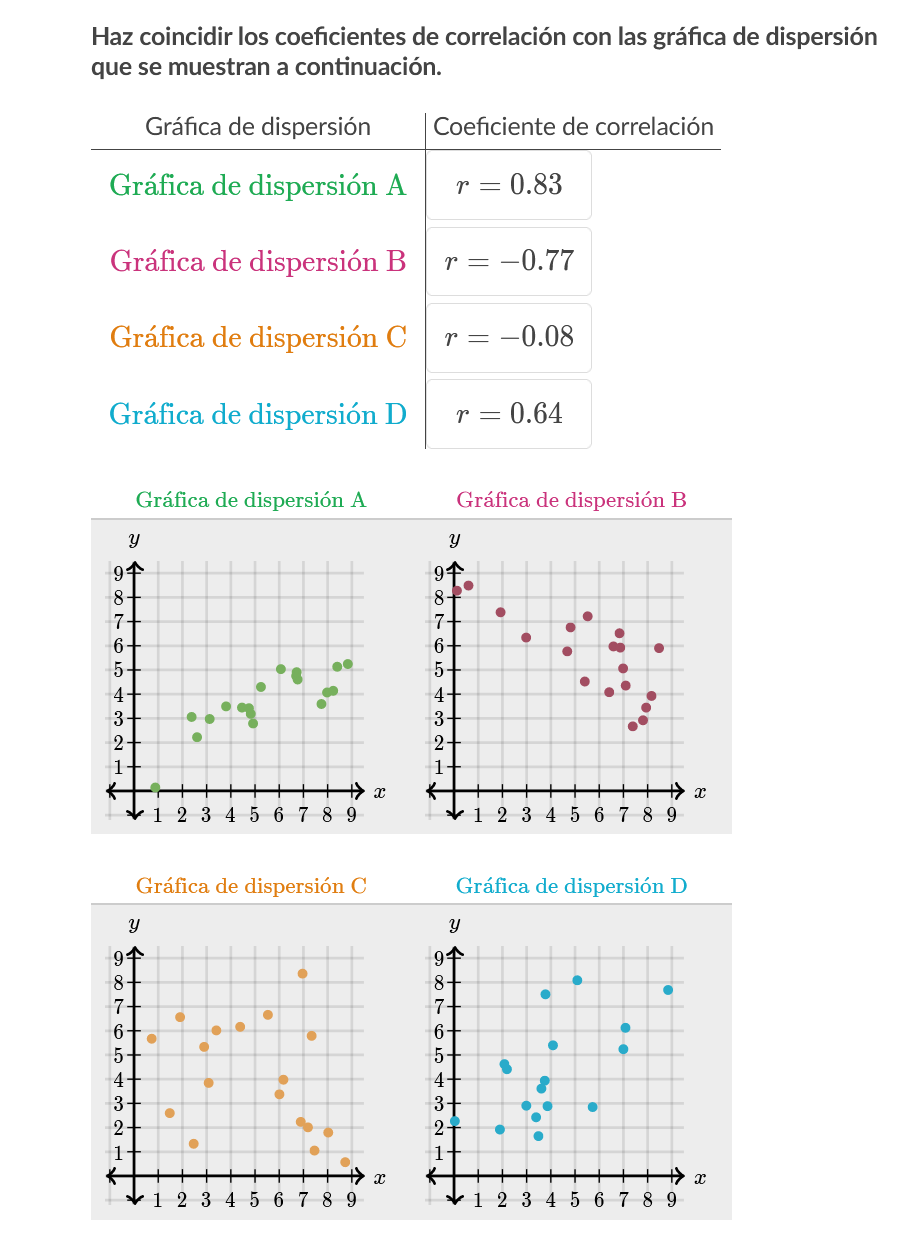 Haz coincidir los coeficientes de correlación con las gráfica de dispersión
que se muestran a continuación.
Gráfica de dispersión Coeficiente de correlación
Gráfica de dispersión A r = 0.83
Gráfica de dispersión B r = −0.77
Gráfica de dispersión C r = −0.08
Gráfica de dispersión D r = 0.64
Gráfica de dispersión A
y
9
8
7
6
5
4
3
2
1
x
1 2 3 4 5 6 7 8 9
Gráfica de dispersión B
y
9
8
7
6
5
4
3
2
1
x
1 2 3 4 5 6 7 8 9
Gráfica de dispersión C
y
9
8
7
6
5
4
3
2
1
x
1 2 3 4 5 6 7 8 9
Gráfica de dispersión D
y
9
8
7
6
5
4
3
2
1
x
1 2 3 4 5 6 7 8 9